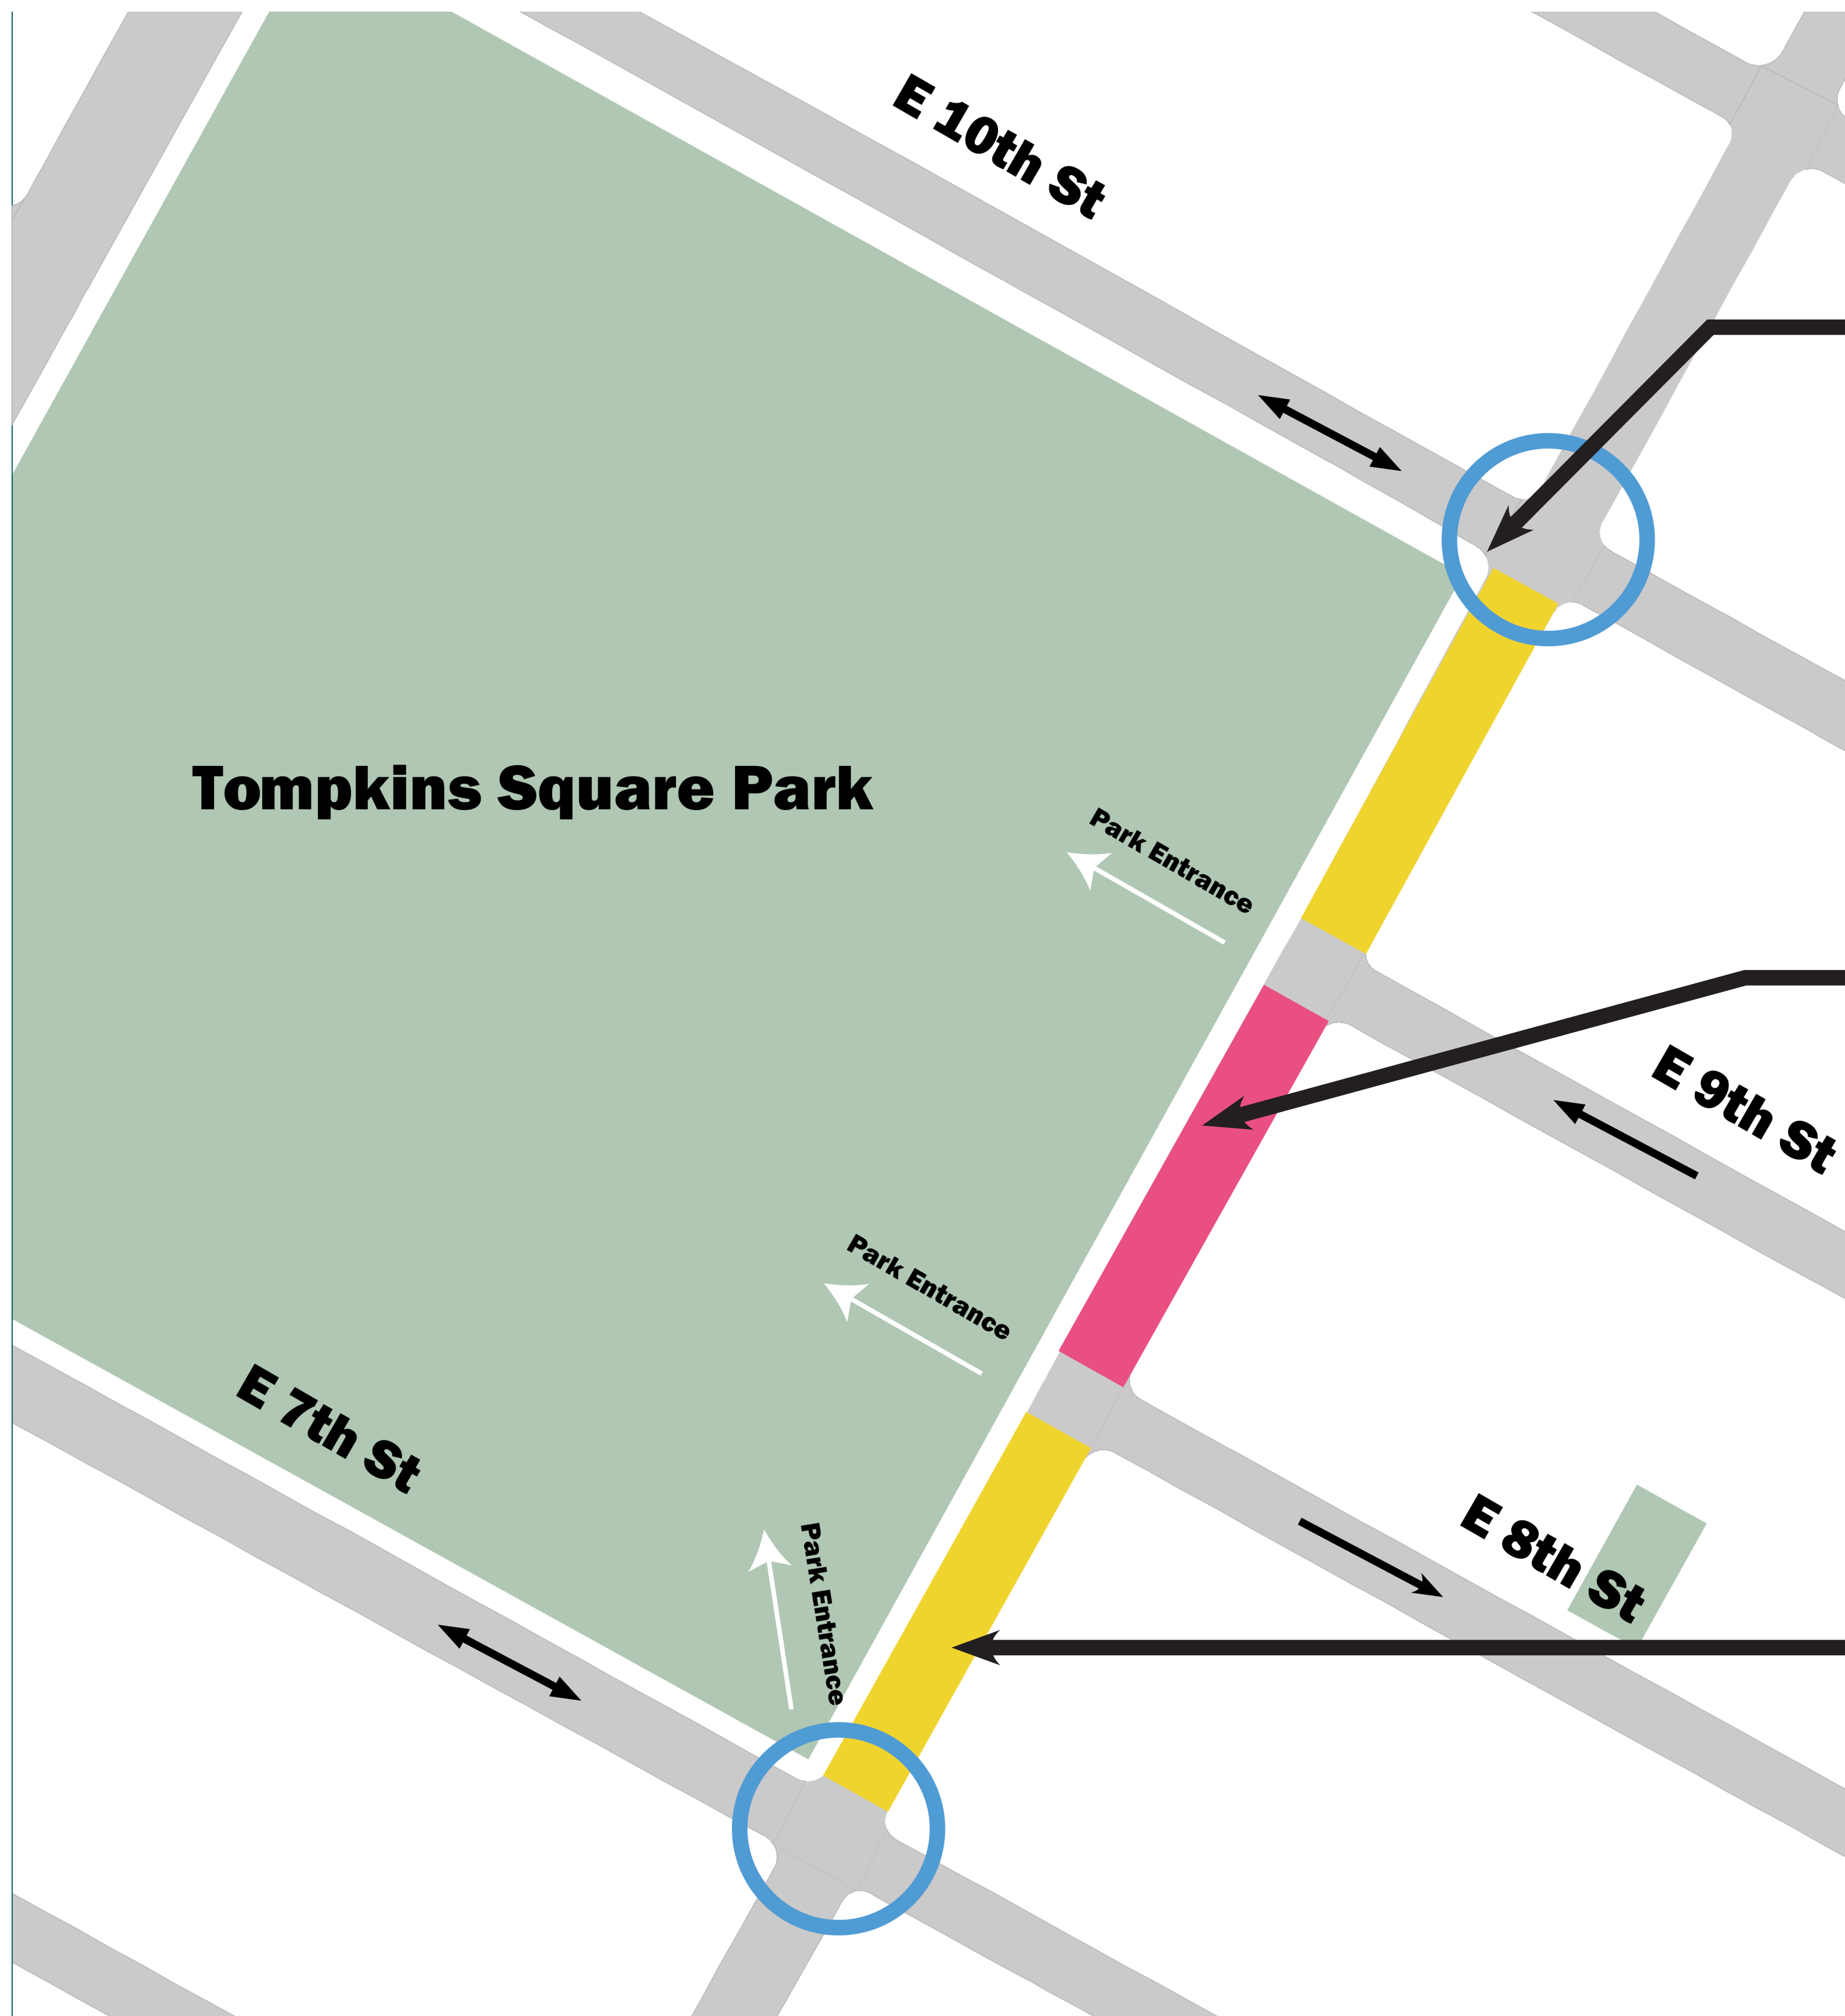 E 10th St
Tompkins Square Park
Park Entrance
E 9th St
Park Entrance
E 7th St
E 8th St
Park Entrance